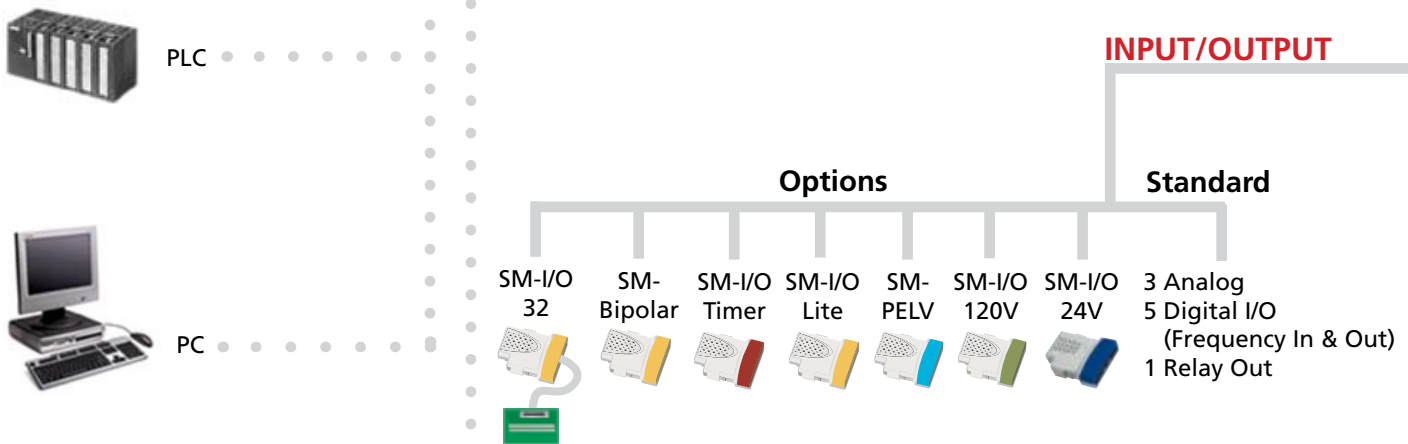 PLC
INPUT/OUTPUT
Options
Standard
SM-I/O
32
SM-
Bipolar
SM-I/O
Timer
SM-I/O
Lite
SM-
PELV
SM-I/O
120V
SM-I/O
24V
3 Analog
5 Digital I/O
(Frequency In & Out)
1 Relay Out
PC